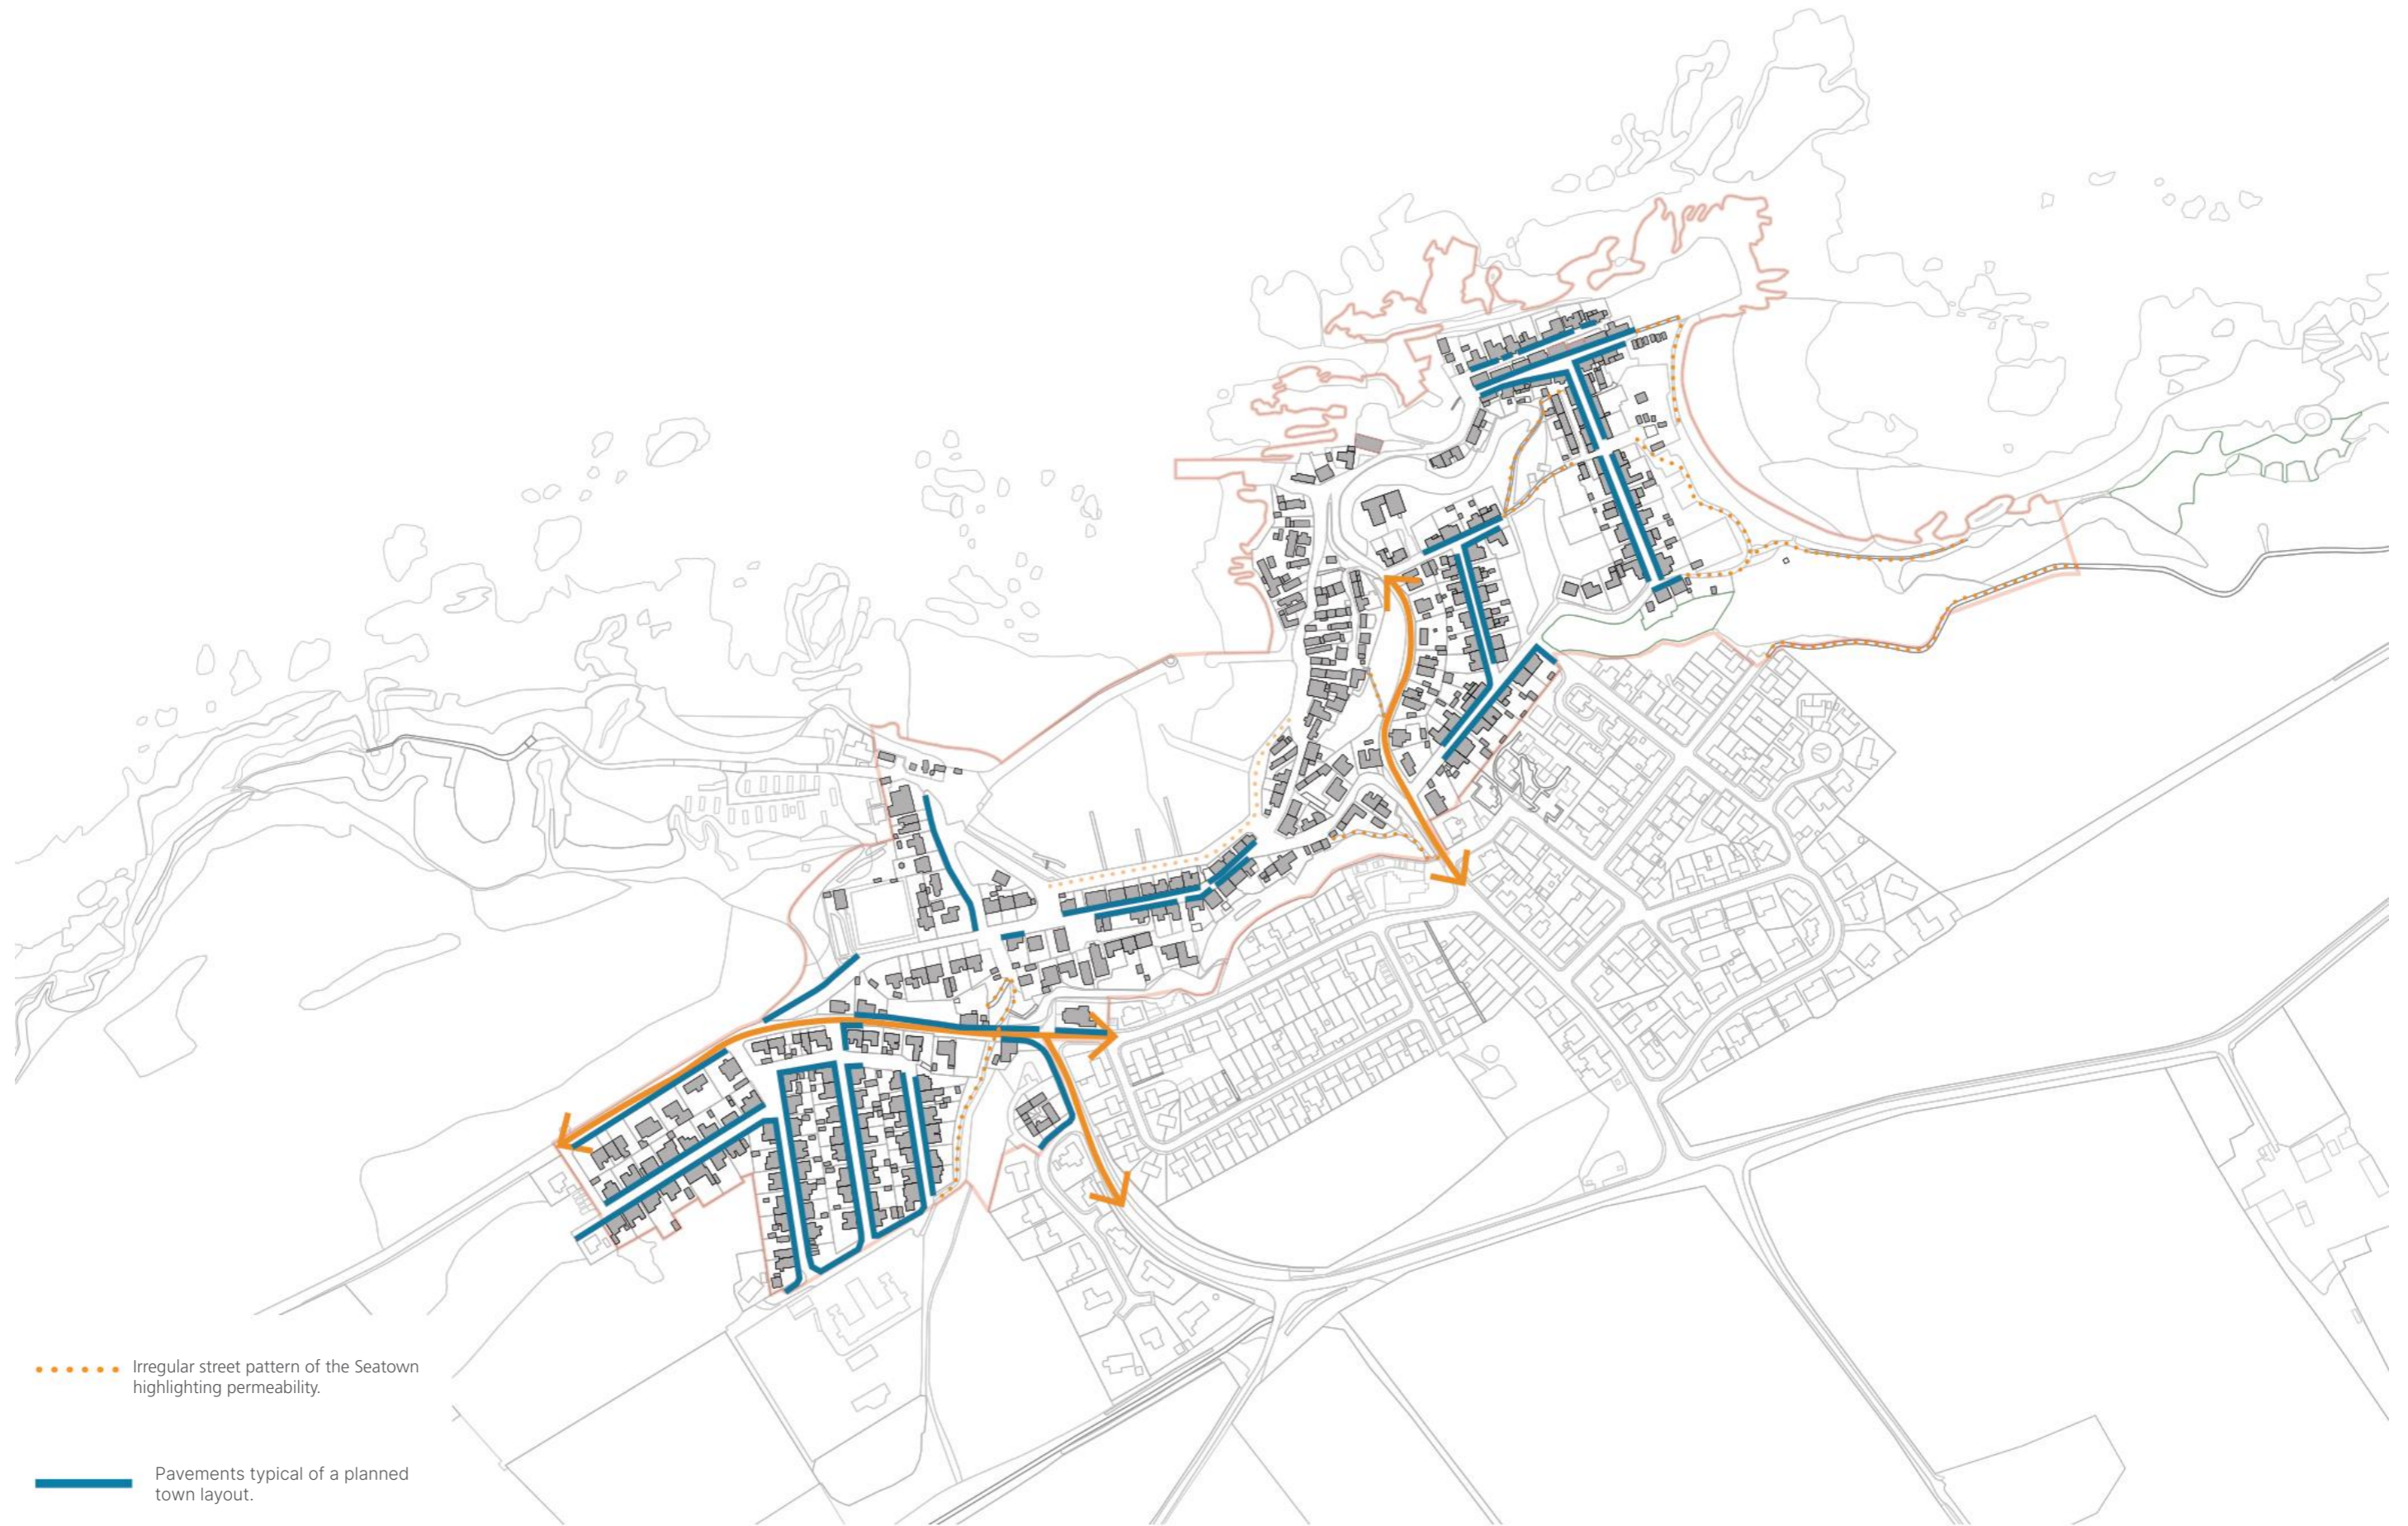 Irregular street pattern of the Seatown
highlighting permeability.
Pavements typical of a planned
town layout.